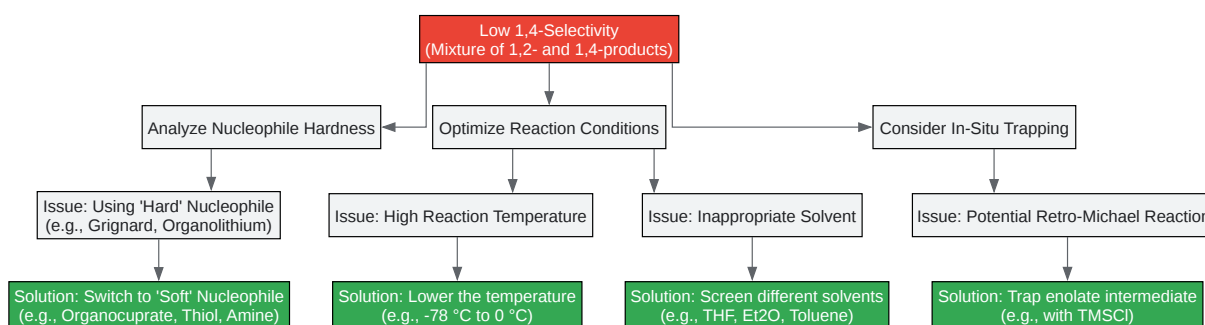 Low 1,4-Selectivity
(Mixture of 1,2- and 1,4-products)
Analyze Nucleophile Hardness
Optimize Reaction Conditions
Consider In-Situ Trapping
Issue: Using 'Hard' Nucleophile
(e.g., Grignard, Organolithium)
Issue: High Reaction Temperature
Issue: Inappropriate Solvent
Issue: Potential Retro-Michael Reaction
Solution: Switch to 'Soft' Nucleophile
(e.g., Organocuprate, Thiol, Amine)
Solution: Lower the temperature
(e.g., -78 °C to 0 °C)
Solution: Screen different solvents
(e.g., THF, Et2O, Toluene)
Solution: Trap enolate intermediate
(e.g., with TMSCl)